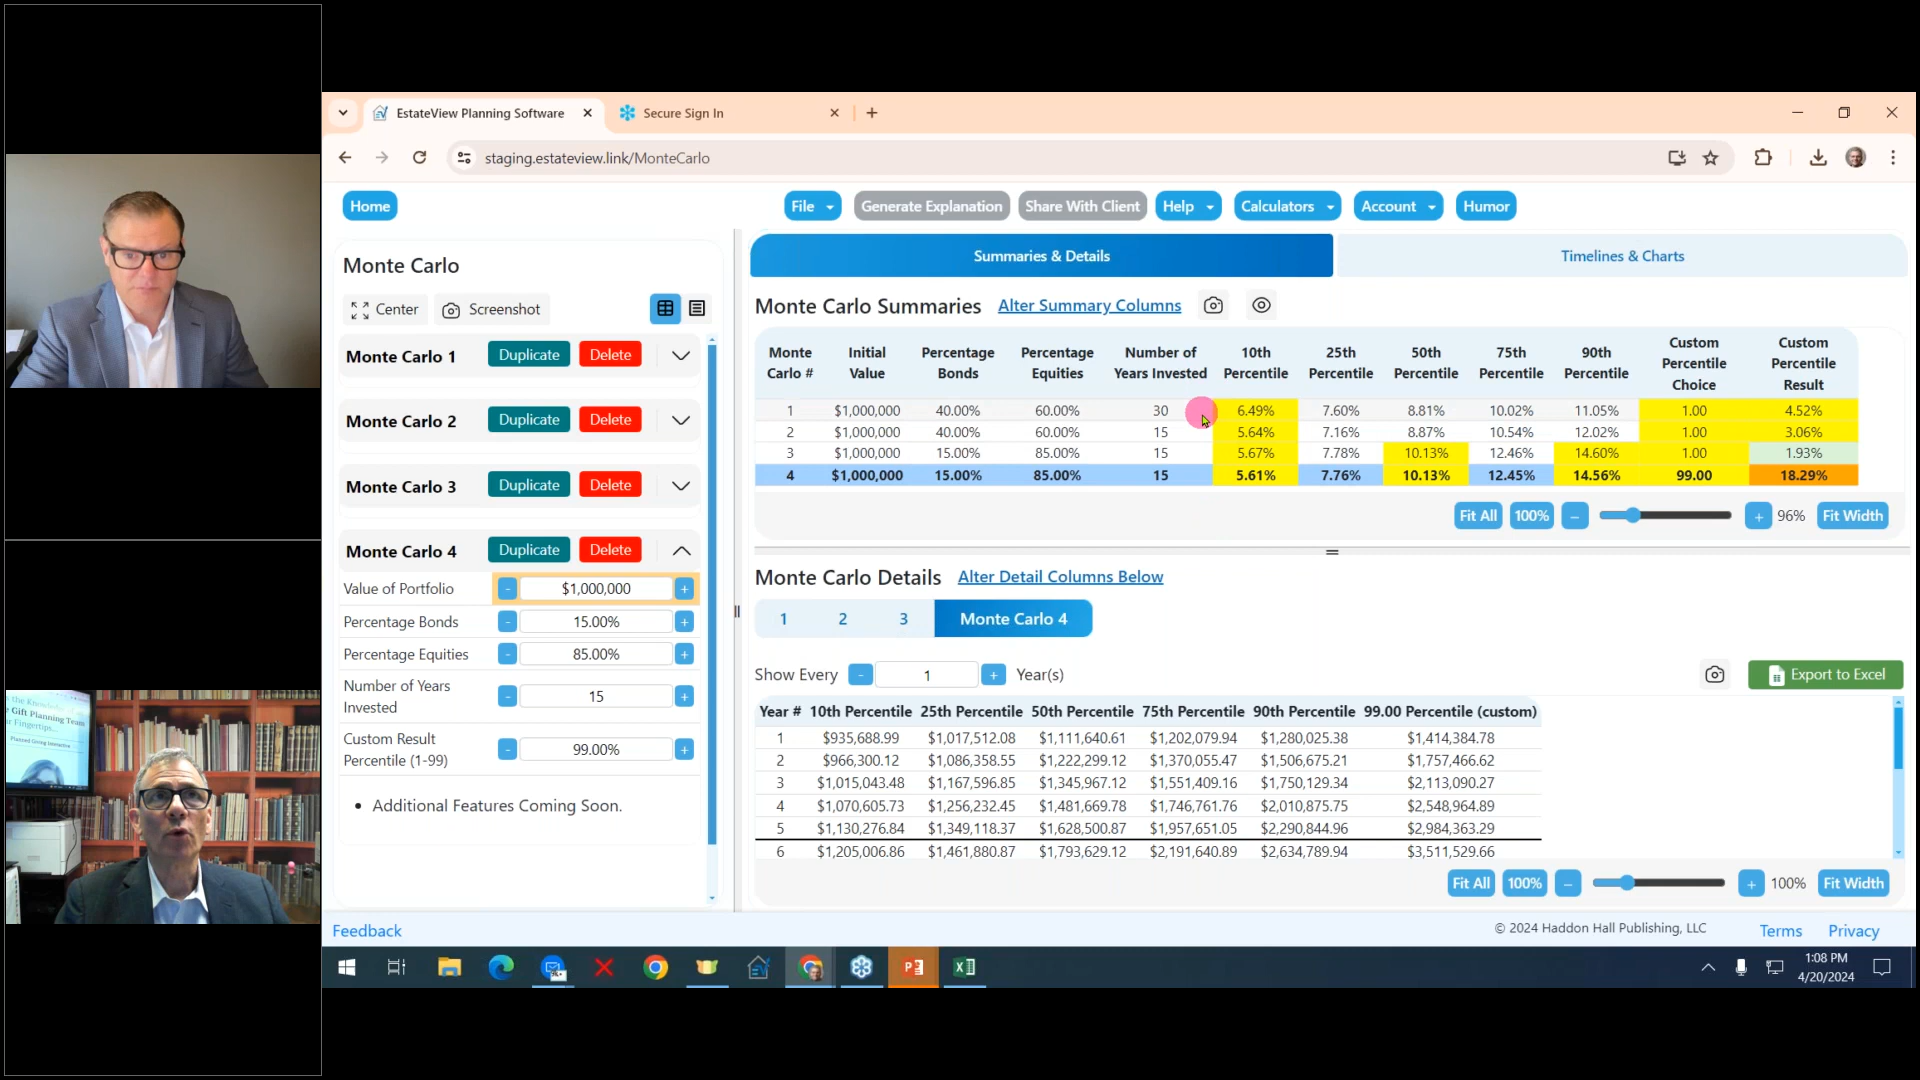 EstateView Planning Software
Secure Sign In
staging.estateview.link/MonteCarlo
Home
File
Generate Explanation
Share With Client
Help
Calculators
Account
Humor
Monte Carlo
Center
Screenshot
Monte Carlo 1 Duplicate Delete
Monte Carlo 2 Duplicate Delete
Monte Carlo 3 Duplicate Delete
Monte Carlo 4 Duplicate Delete
Value of Portfolio - $1,000,000 +
Percentage Bonds - 15.00% +
Percentage Equities - 85.00% +
Number of Years
Invested - 15 +
Custom Result
Percentile (1-99) - 99.00% +
• Additional Features Coming Soon.
Summaries & Details
Timelines & Charts
Monte Carlo Summaries Alter Summary Columns
Monte Carlo # Initial Value Percentage Bonds Percentage Equities Number of Years Invested 10th Percentile 25th Percentile 50th Percentile 75th Percentile 90th Percentile Custom Percentile Choice Custom Percentile Result
1 $1,000,000 40.00% 60.00% 30 6.49% 7.60% 8.81% 10.02% 11.05% 1.00 4.52%
2 $1,000,000 40.00% 60.00% 15 5.64% 7.16% 8.87% 10.54% 12.02% 1.00 3.06%
3 $1,000,000 15.00% 85.00% 15 5.67% 7.78% 10.13% 12.46% 14.60% 1.00 1.93%
4 $1,000,000 15.00% 85.00% 15 5.61% 7.76% 10.13% 12.45% 14.56% 99.00 18.29%
Fit All 100% - + 96% Fit Width
Monte Carlo Details Alter Detail Columns Below
1 2 3 Monte Carlo 4
Show Every - 1 + Year(s)
Export to Excel
Year # 10th Percentile 25th Percentile 50th Percentile 75th Percentile 90th Percentile 99.00 Percentile (custom)
1 $935,688.99 $1,017,512.08 $1,111,640.61 $1,202,079.94 $1,280,025.38 $1,414,384.78
2 $966,300.12 $1,086,358.55 $1,222,299.12 $1,370,055.47 $1,506,675.21 $1,757,466.62
3 $1,015,043.48 $1,167,596.85 $1,345,967.12 $1,551,409.16 $1,750,129.34 $2,113,090.27
4 $1,070,605.73 $1,256,232.45 $1,481,669.78 $1,746,761.76 $2,010,875.75 $2,548,964.89
5 $1,130,276.84 $1,349,118.37 $1,628,500.87 $1,957,651.05 $2,290,844.96 $2,984,363.29
6 $1,205,006.86 $1,461,880.87 $1,793,629.12 $2,191,640.89 $2,634,789.94 $3,511,529.66
Fit All 100% - + 100% Fit Width
Feedback
© 2024 Haddon Hall Publishing, LLC
Terms
Privacy
1:08 PM
4/20/2024
the Knowledge
Gift Planning Team
Fingertips...
Planned Giving Interactive